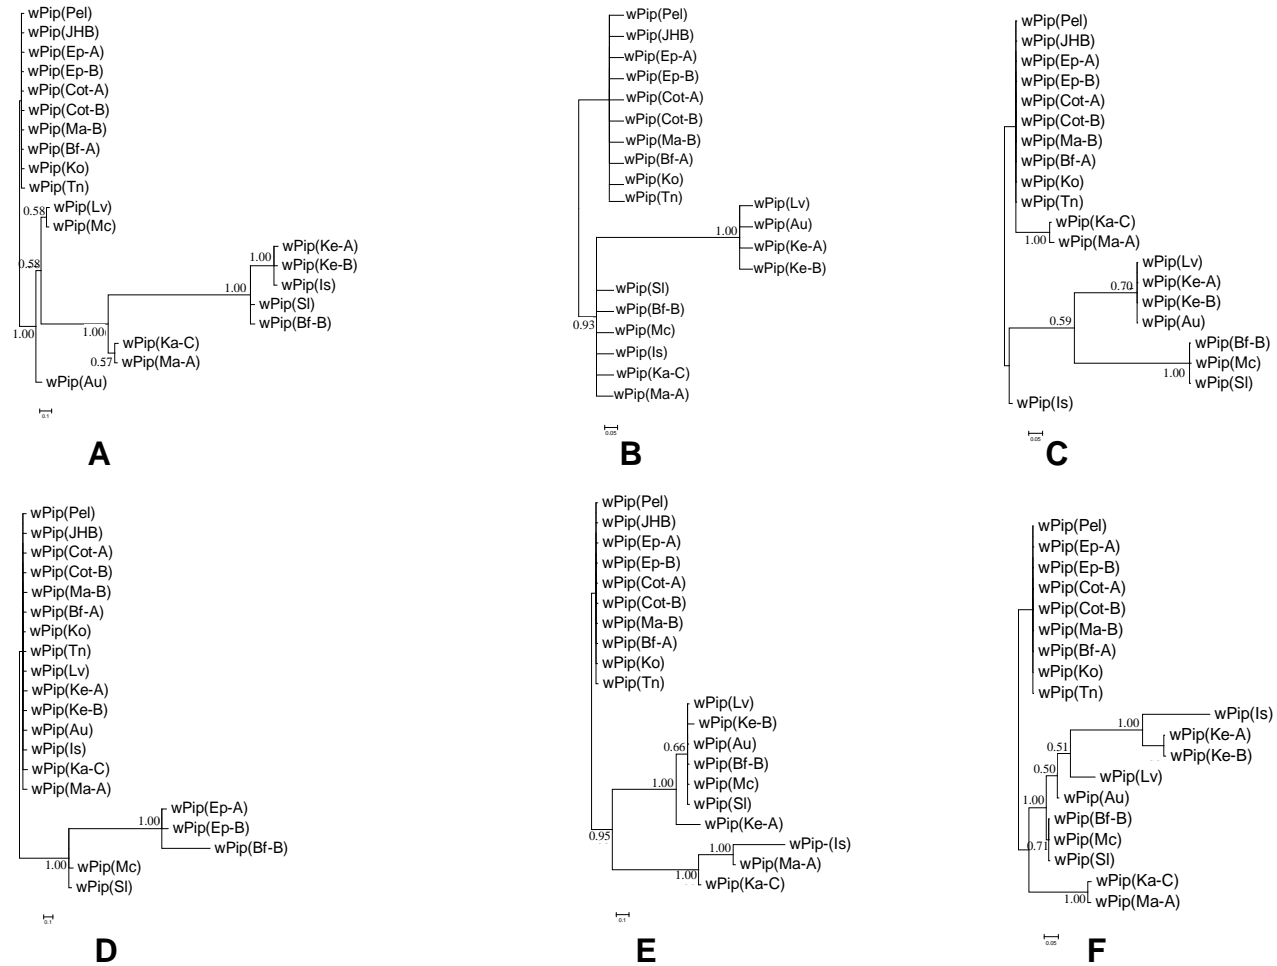 wPip(Pel)
wPip(JHB)
wPip(Ep-A)
wPip(Ep-B)
wPip(Cot-A)
wPip(Cot-B)
wPip(Ma-B)
wPip(Bf-A)
wPip(Ko)
wPip(Tn)
wPip(Lv)
0.58
wPip(Mc)
wPip(Ke-A)
1.00
wPip(Ke-B)
0.58
wPip(Is)
1.00
wPip(Sl)
wPip(Bf-B)
1.00
1.00
wPip(Ka-C)
0.57
wPip(Ma-A)
wPip(Au)
0.1
A
wPip(Pel)
wPip(JHB)
wPip(Ep-A)
wPip(Ep-B)
wPip(Cot-A)
wPip(Cot-B)
wPip(Ma-B)
wPip(Bf-A)
wPip(Ko)
wPip(Tn)
wPip(Lv)
wPip(Au)
1.00
wPip(Ke-A)
wPip(Ke-B)
wPip(Sl)
wPip(Bf-B)
0.93
wPip(Mc)
wPip(Is)
wPip(Ka-C)
wPip(Ma-A)
0.05
B
wPip(Pel)
wPip(JHB)
wPip(Ep-A)
wPip(Ep-B)
wPip(Cot-A)
wPip(Cot-B)
wPip(Ma-B)
wPip(Bf-A)
wPip(Ko)
wPip(Tn)
wPip(Ka-C)
1.00
wPip(Ma-A)
wPip(Lv)
0.70
wPip(Ke-A)
wPip(Ke-B)
0.59
wPip(Au)
wPip(Bf-B)
wPip(Mc)
1.00
wPip(Sl)
wPip(Is)
0.05
C
wPip(Pel)
wPip(JHB)
wPip(Cot-A)
wPip(Cot-B)
wPip(Ma-B)
wPip(Bf-A)
wPip(Ko)
wPip(Tn)
wPip(Lv)
wPip(Ke-A)
wPip(Ke-B)
wPip(Au)
wPip(Is)
wPip(Ka-C)
wPip(Ma-A)
wPip(Ep-A)
1.00
wPip(Ep-B)
wPip(Bf-B)
1.00
wPip(Mc)
wPip(Sl)
0.1
D
wPip(Pel)
wPip(JHB)
wPip(Ep-A)
wPip(Ep-B)
wPip(Cot-A)
wPip(Cot-B)
wPip(Ma-B)
wPip(Bf-A)
wPip(Ko)
wPip(Tn)
wPip(Lv)
wPip(Ke-B)
0.66
wPip(Au)
wPip(Bf-B)
1.00
wPip(Mc)
wPip(Sl)
wPip(Ke-A)
0.95
wPip-(Is)
1.00
wPip(Ma-A)
1.00
wPip(Ka-C)
0.1
E
wPip(Pel)
wPip(Ep-A)
wPip(Ep-B)
wPip(Cot-A)
wPip(Cot-B)
wPip(Ma-B)
wPip(Bf-A)
wPip(Ko)
wPip(Tn)
wPip(Is)
1.00
wPip(Ke-A)
0.51
wPip(Ke-B)
0.50
wPip(Lv)
wPip(Au)
1.00
wPip(Bf-B)
wPip(Mc)
0.71
wPip(Sl)
wPip(Ka-C)
1.00
wPip(Ma-A)
0.05
F